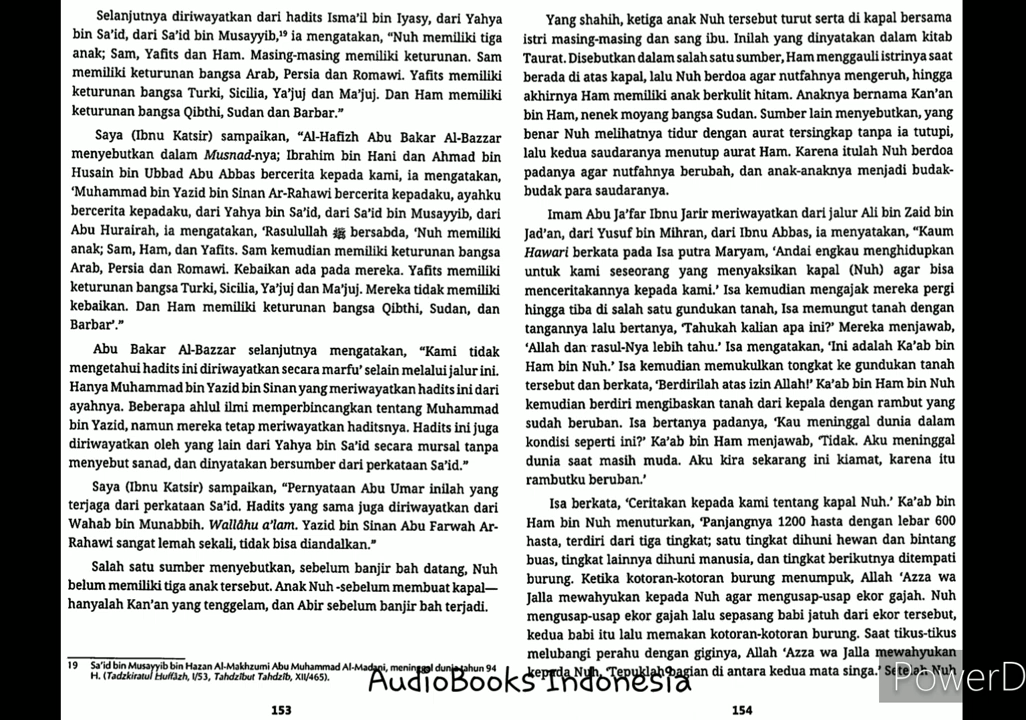 Selanjutnya diriwayatkan dari hadits Isma'il bin Iyasy, dari Yahya
bin Sa'id, dari Sa'id bin Musayyib,¹⁹ ia mengatakan, “Nuh memiliki tiga
anak; Sam, Yafits dan Ham. Masing-masing memiliki keturunan. Sam
memiliki keturunan bangsa Arab, Persia dan Romawi. Yafits memiliki
keturunan bangsa Turki, Sicilia, Ya'juj dan Ma'juj. Dan Ham memiliki
keturunan bangsa Qibthi, Sudan dan Barbar.”
Saya (Ibnu Katsir) sampaikan, “Al-Hafizh Abu Bakar Al-Bazzar
menyebutkan dalam Musnad-nya; Ibrahim bin Hani dan Ahmad bin
Husain bin Ubbad Abu Abbas bercerita kepada kami, ia mengatakan,
‘Muhammad bin Yazid bin Sinan Ar-Rahawi bercerita kepadaku, ayahku
bercerita kepadaku, dari Yahya bin Sa'id, dari Sa'id bin Musayyib, dari
Abu Hurairah, ia mengatakan, ‘Rasulullah ﷺ bersabda, ‘Nuh memiliki
anak; Sam, Ham, dan Yafits. Sam kemudian memiliki keturunan bangsa
Arab, Persia dan Romawi. Kebaikan ada pada mereka. Yafits memiliki
keturunan bangsa Turki, Sicilia, Ya'juj dan Ma'juj. Mereka tidak memiliki
kebaikan. Dan Ham memiliki keturunan bangsa Qibthi, Sudan, dan
Barbar’.”
Abu Bakar Al-Bazzar selanjutnya mengatakan, “Kami tidak
mengetahui hadits ini diriwayatkan secara marfu' selain melalui jalur ini.
Hanya Muhammad bin Yazid bin Sinan yang meriwayatkan hadits ini dari
ayahnya. Beberapa ahlul ilmi memperbincangkan tentang Muhammad
bin Yazid, namun mereka tetap meriwayatkan haditsnya. Hadits ini juga
diriwayatkan oleh yang lain dari Yahya bin Sa'id secara mursal tanpa
menyebut sanad, dan dinyatakan bersumber dari perkataan Sa'id.”
Saya (Ibnu Katsir) sampaikan, “Pernyataan Abu Umar inilah yang
terjaga dari perkataan Sa'id. Hadits yang sama juga diriwayatkan dari
Wahab bin Munabbih. Wallâhu a'lam. Yazid bin Sinan Abu Farwah Ar-
Rahawi sangat lemah sekali, tidak bisa diandalkan.”
Salah satu sumber menyebutkan, sebelum banjir bah datang, Nuh
belum memiliki tiga anak tersebut. Anak Nuh -sebelum membuat kapal—
hanyalah Kan'an yang tenggelam, dan Abir sebelum banjir bah terjadi.
19 Sa'id bin Musayyib bin Hazan Al-Makhzumi Abu Muhammad Al-Madani, meninggal dunia tahun 94
H. (Tadzkiratul Huffâzh, I/53, Tahdzîbut Tahdzîb, XII/465).
153
Yang shahih, ketiga anak Nuh tersebut turut serta di kapal bersama
istri masing-masing dan sang ibu. Inilah yang dinyatakan dalam kitab
Taurat. Disebutkan dalam salah satu sumber, Ham menggauli istrinya saat
berada di atas kapal, lalu Nuh berdoa agar nutfahnya mengeruh, hingga
akhirnya Ham memiliki anak berkulit hitam. Anaknya bernama Kan'an
bin Ham, nenek moyang bangsa Sudan. Sumber lain menyebutkan, yang
benar Nuh melihatnya tidur dengan aurat tersingkap tanpa ia tutupi,
lalu kedua saudaranya menutup aurat Ham. Karena itulah Nuh berdoa
padanya agar nutfahnya berubah, dan anak-anaknya menjadi budak-
budak para saudaranya.
Imam Abu Ja'far Ibnu Jarir meriwayatkan dari jalur Ali bin Zaid bin
Jad'an, dari Yusuf bin Mihran, dari Ibnu Abbas, ia menyatakan, “Kaum
Hawari berkata pada Isa putra Maryam, ‘Andai engkau menghidupkan
untuk kami seseorang yang menyaksikan kapal (Nuh) agar bisa
menceritakannya kepada kami.’ Isa kemudian mengajak mereka pergi
hingga tiba di salah satu gundukan tanah, Isa memungut tanah dengan
tangannya lalu bertanya, ‘Tahukah kalian apa ini?’ Mereka menjawab,
‘Allah dan rasul-Nya lebih tahu.’ Isa mengatakan, ‘Ini adalah Ka'ab bin
Ham bin Nuh.’ Isa kemudian memukulkan tongkat ke gundukan tanah
tersebut dan berkata, ‘Berdirilah atas izin Allah!’ Ka'ab bin Ham bin Nuh
kemudian berdiri mengibaskan tanah dari kepala dengan rambut yang
sudah beruban. Isa bertanya padanya, ‘Kau meninggal dunia dalam
kondisi seperti ini?’ Ka'ab bin Ham menjawab, ‘Tidak. Aku meninggal
dunia saat masih muda. Aku kira sekarang ini kiamat, karena itu
rambutku beruban.’
Isa berkata, ‘Ceritakan kepada kami tentang kapal Nuh.’ Ka'ab bin
Ham bin Nuh menuturkan, ‘Panjangnya 1200 hasta dengan lebar 600
hasta, terdiri dari tiga tingkat; satu tingkat dihuni hewan dan bintang
buas, tingkat lainnya dihuni manusia, dan tingkat berikutnya ditempati
burung. Ketika kotoran-kotoran burung menumpuk, Allah ‘Azza wa
Jalla mewahyukan kepada Nuh agar mengusap-usap ekor gajah. Nuh
mengusap-usap ekor gajah lalu sepasang babi jatuh dari ekor tersebut,
kedua babi itu lalu memakan kotoran-kotoran burung. Saat tikus-tikus
melubangi perahu dengan giginya, Allah ‘Azza wa Jalla mewahyukan
kepada Nuh, ‘Tepuklah bagian di antara kedua mata singa.’ Setelah Nuh
154
AudioBooks Indonesia
PowerD